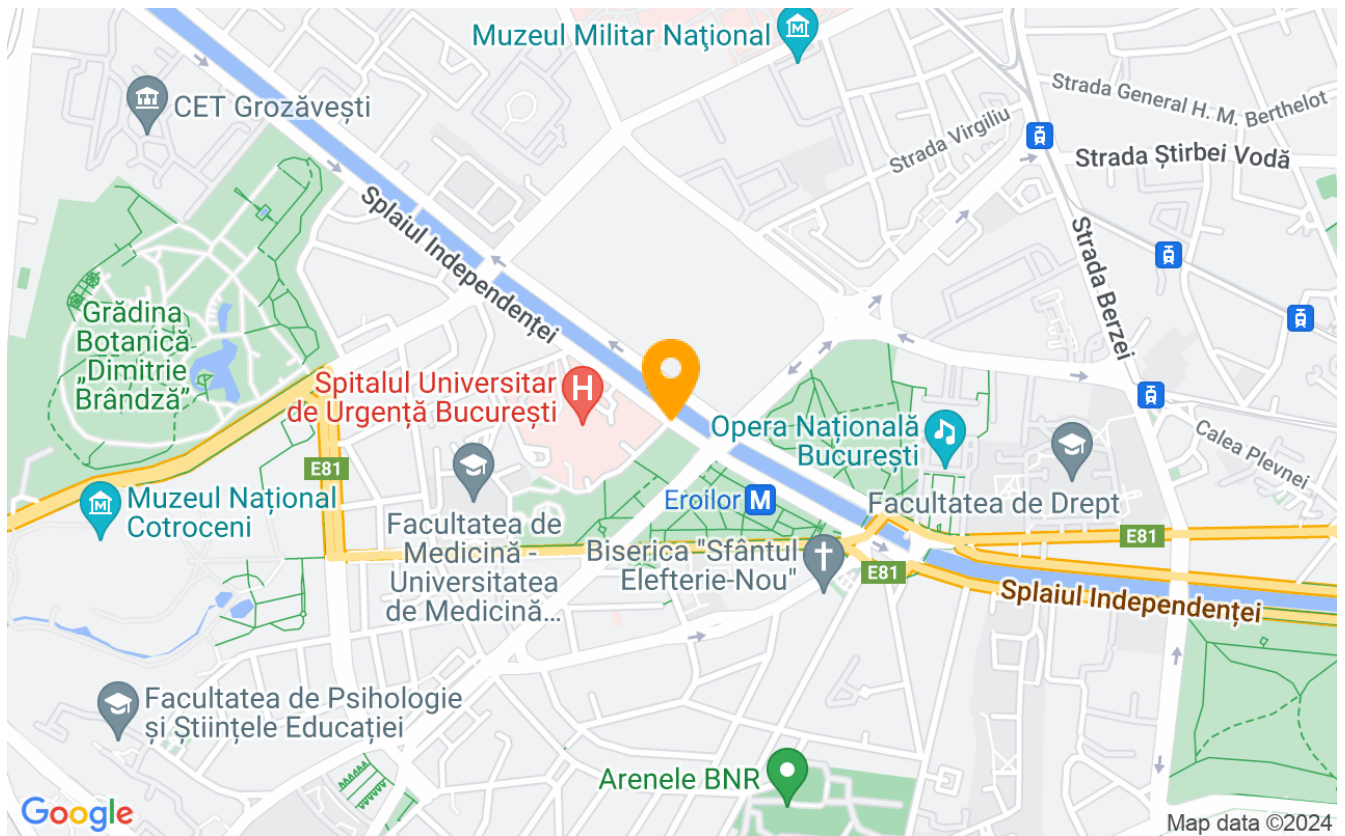 Muzeul Militar Naţional
CET Grozăvești
Strada General H. M. Berthelot
Strada Virgiliu
Strada Știrbei Vodă
Splaiul Independenței
Strada Berzei
Grădina
Botanică
„Dimitrie
Brândză”
Spitalul Universitar
de Urgență București
H
Opera Națională
București
Calea Plevnei
E81
Muzeul Național
Cotroceni
Eroilor M
Facultatea de Drept
Facultatea de
Medicină -
Universitatea
de Medicină...
Biserica "Sfântul
Elefterie-Nou"
E81
E81
Splaiul Independenței
Facultatea de Psihologie
și Științele Educației
Arenele BNR
Google
Map data ©2024